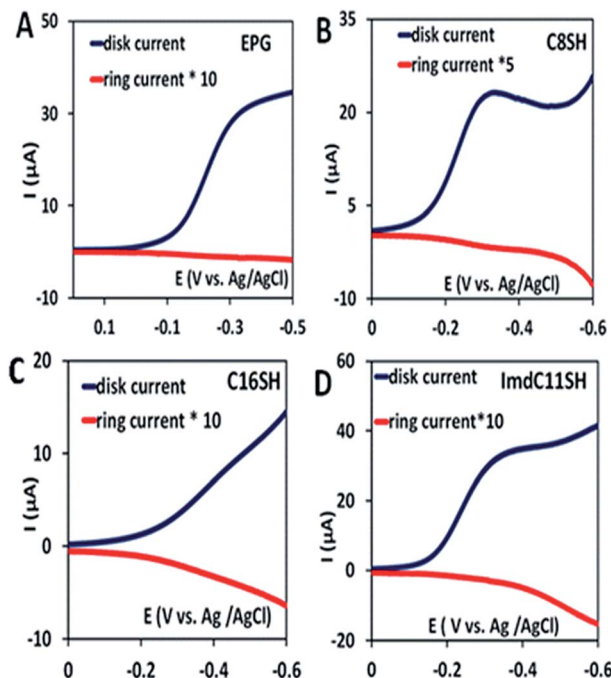 A
50
EPG
disk current
ring current * 10
30
I (µA)
10
E (V vs. Ag/AgCl)
-10
0.1
-0.1
-0.3
-0.5
B
35
C8SH
disk current
ring current *5
20
I (µA)
5
E (V vs. Ag/AgCl)
-10
0
-0.2
-0.4
-0.6
C
20
C16SH
disk current
ring current * 10
10
I (µA)
0
E (V vs. Ag /AgCl)
-10
0
-0.2
-0.4
-0.6
D
60
ImdC11SH
disk current
ring current*10
40
I (µA)
20
0
E ( V vs. Ag/AgCl)
-20
0
-0.2
-0.4
-0.6